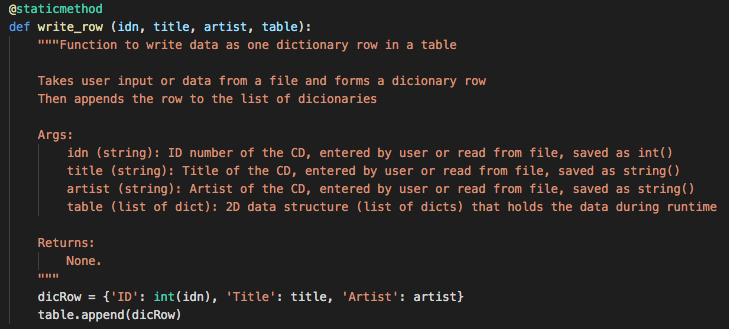 @staticmethod
def write_row (idn, title, artist, table):
    """Function to write data as one dictionary row in a table

    Takes user input or data from a file and forms a dicionary row
    Then appends the row to the list of dicionaries

    Args:
        idn (string): ID number of the CD, entered by user or read from file, saved as int()
        title (string): Title of the CD, entered by user or read from file, saved as string()
        artist (string): Artist of the CD, entered by user or read from file, saved as string()
        table (list of dict): 2D data structure (list of dicts) that holds the data during runtime

    Returns:
        None.
    """
    dicRow = {'ID': int(idn), 'Title': title, 'Artist': artist}
    table.append(dicRow)